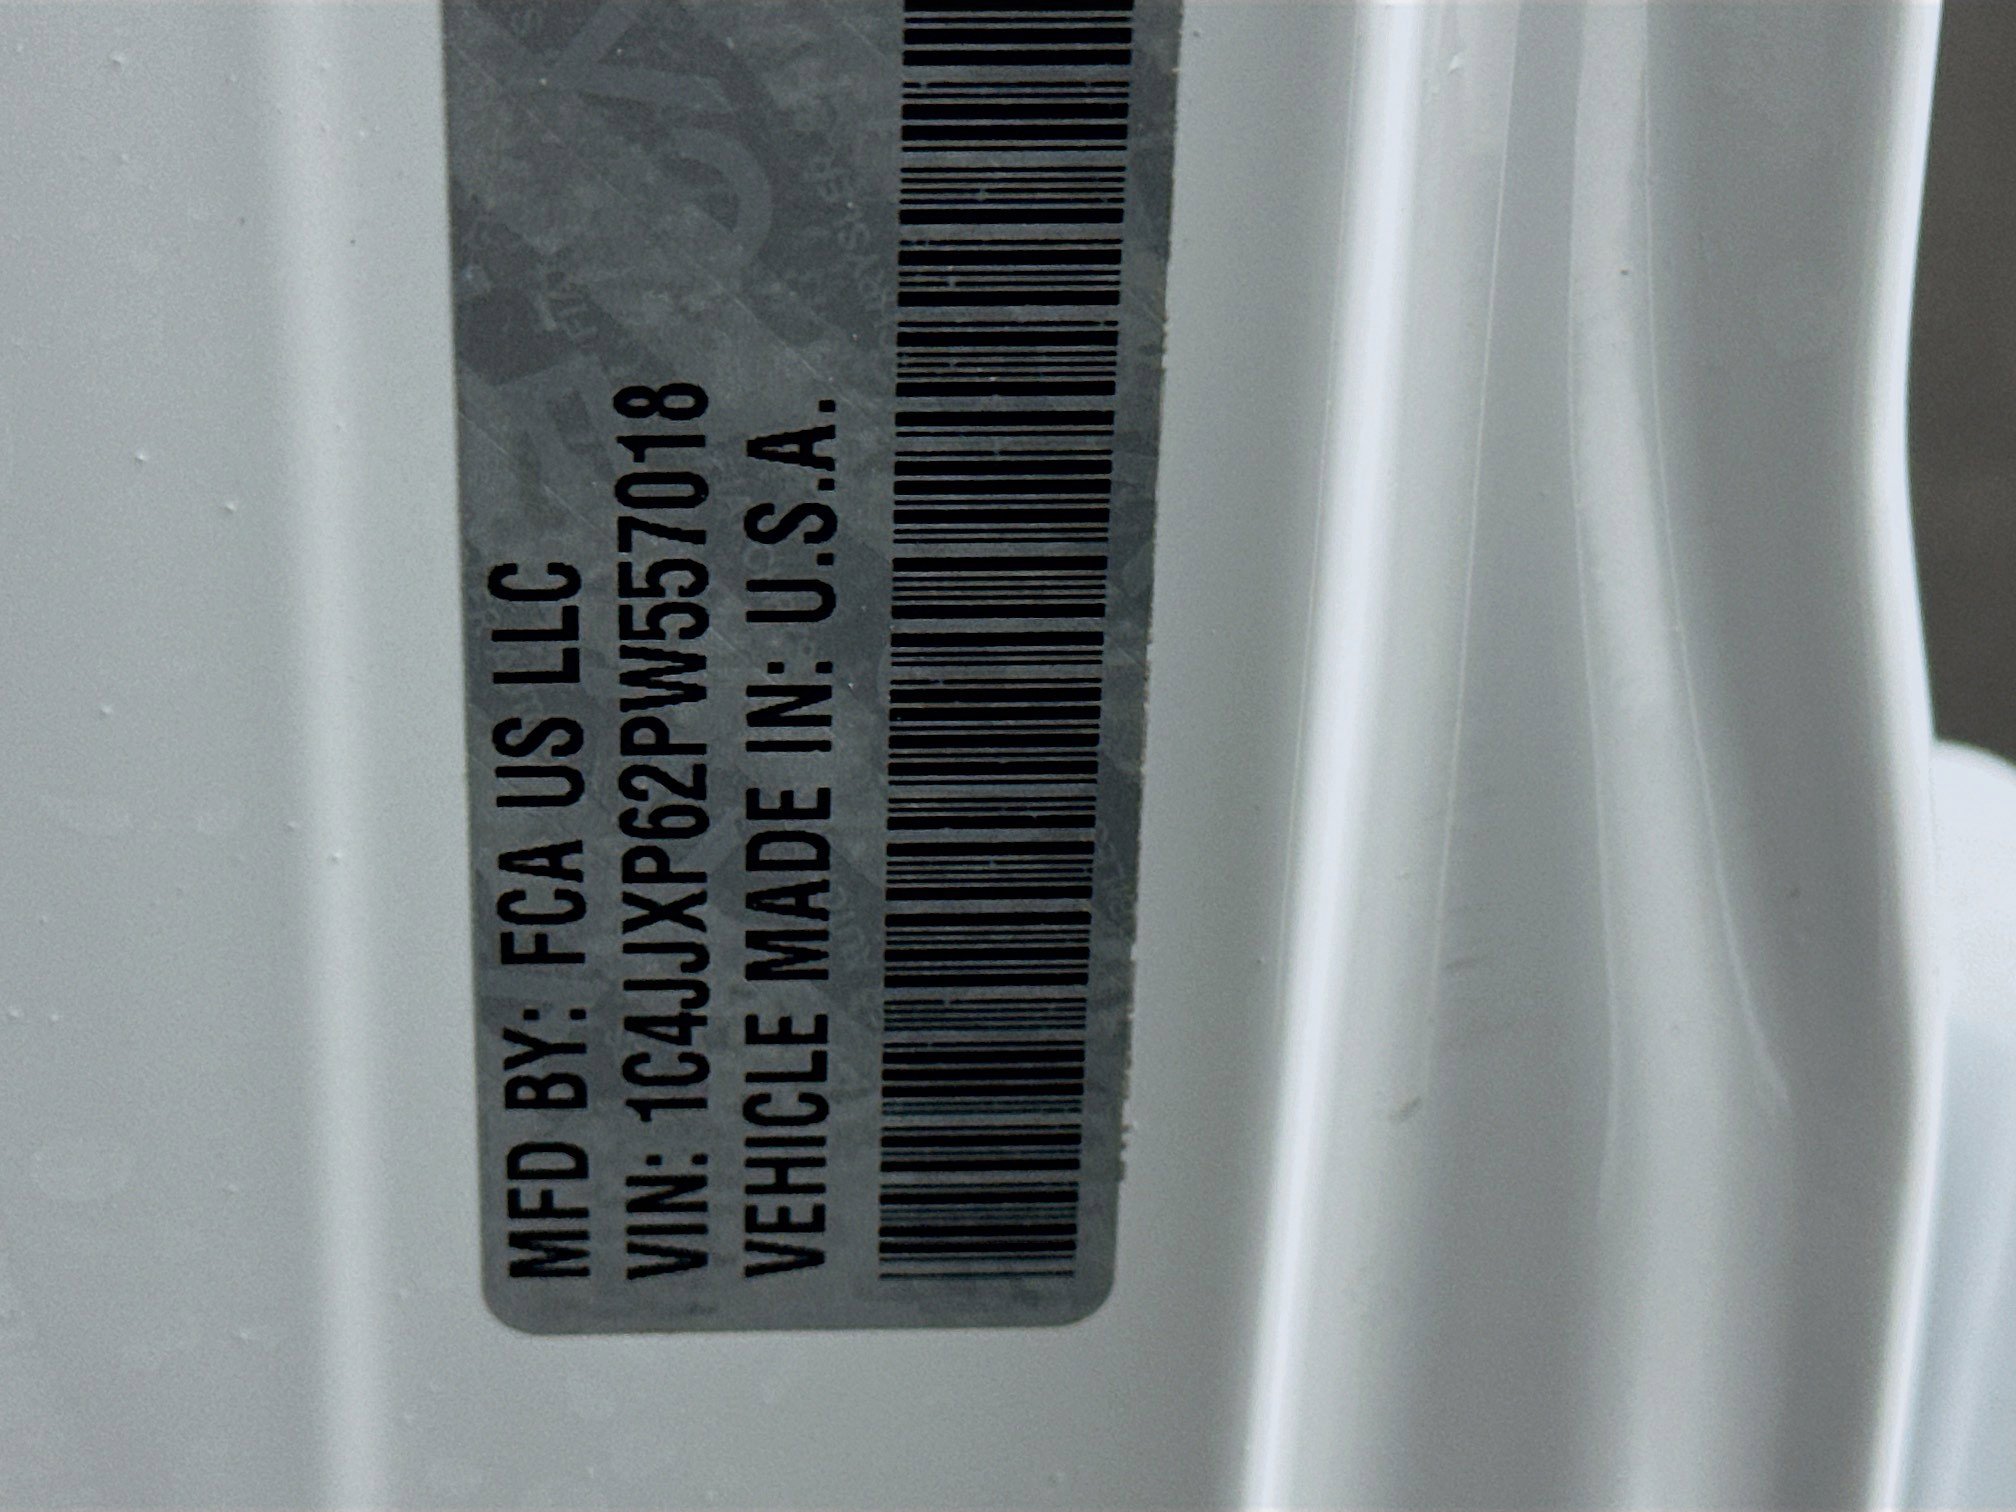 MFD BY: FCA US LLC
VIN: 1C4JJXP62PW557018
VEHICLE MADE IN: U.S.A.